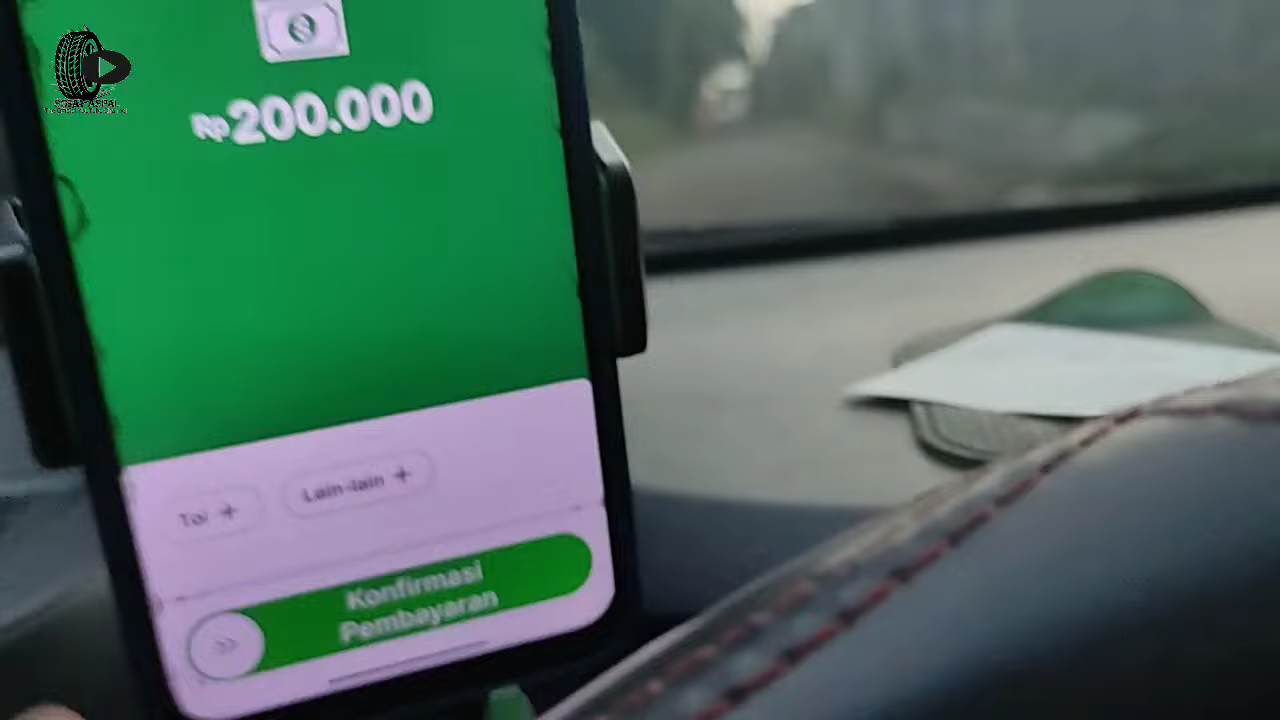 Rp200.000
Tol +
Lain-lain +
Konfirmasi
Pembayaran